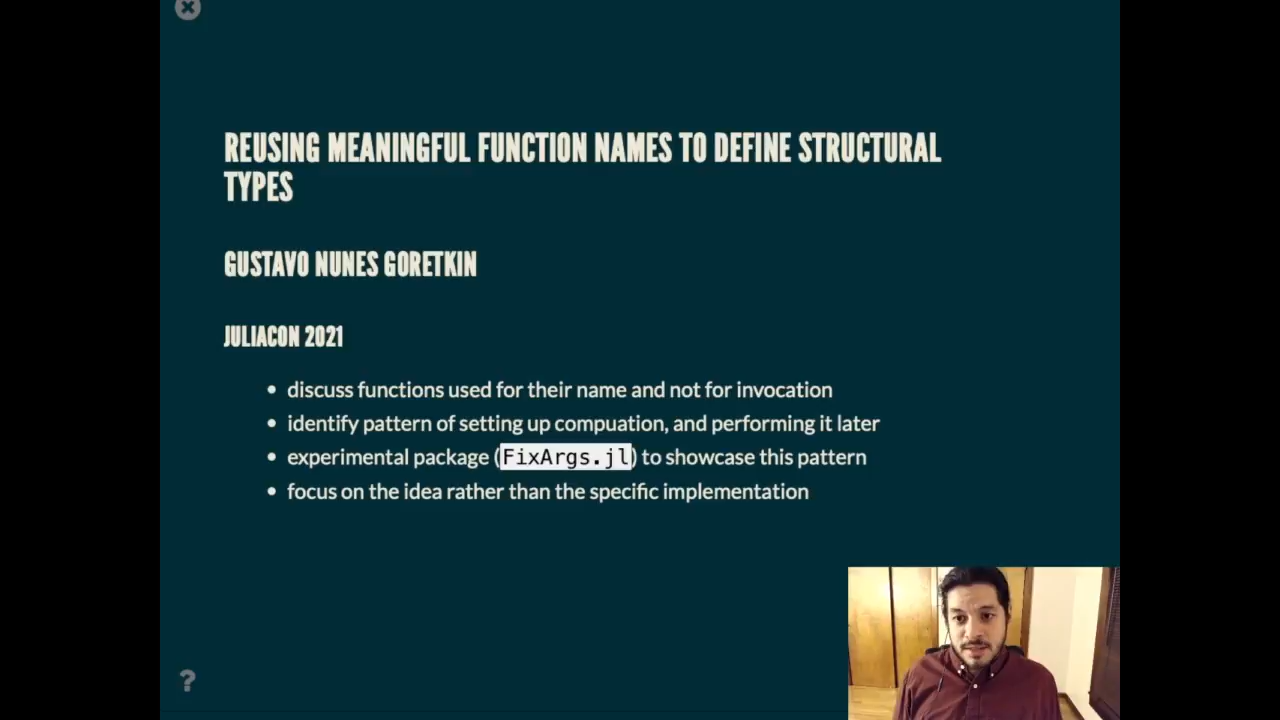 REUSING MEANINGFUL FUNCTION NAMES TO DEFINE STRUCTURAL
TYPES
GUSTAVO NUNES GORETKIN
JULIACON 2021
• discuss functions used for their name and not for invocation
• identify pattern of setting up compuation, and performing it later
• experimental package (FixArgs.jl) to showcase this pattern
• focus on the idea rather than the specific implementation
?